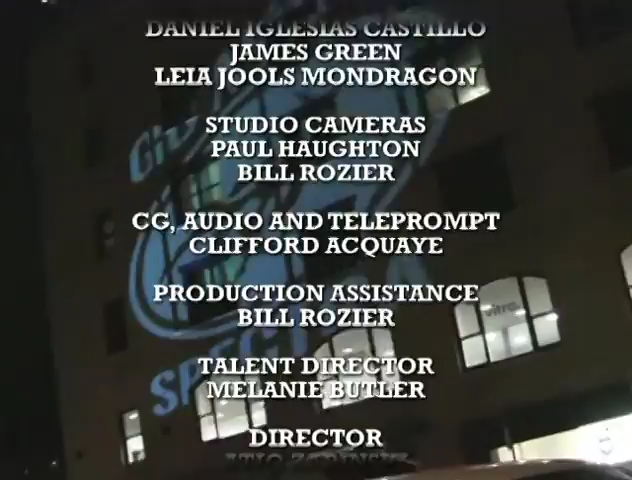 DANIEL IGLESIAS CASTILLO
JAMES GREEN
LEIA JOOLS MONDRAGON
STUDIO CAMERAS
PAUL HAUGHTON
BILL ROZIER
CG, AUDIO AND TELEPROMPT
CLIFFORD ACQUAYE
PRODUCTION ASSISTANCE
BILL ROZIER
TALENT DIRECTOR
MELANIE BUTLER
DIRECTOR
vitra.